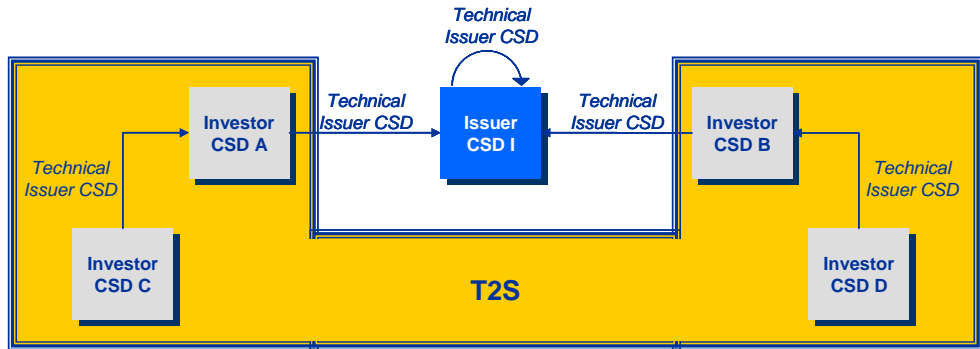 Technical
Issuer CSD
Investor
CSD A
Technical
Issuer CSD
Issuer
CSD I
Technical
Issuer CSD
Investor
CSD B
Technical
Issuer CSD
Technical
Issuer CSD
Investor
CSD C
T2S
Investor
CSD D